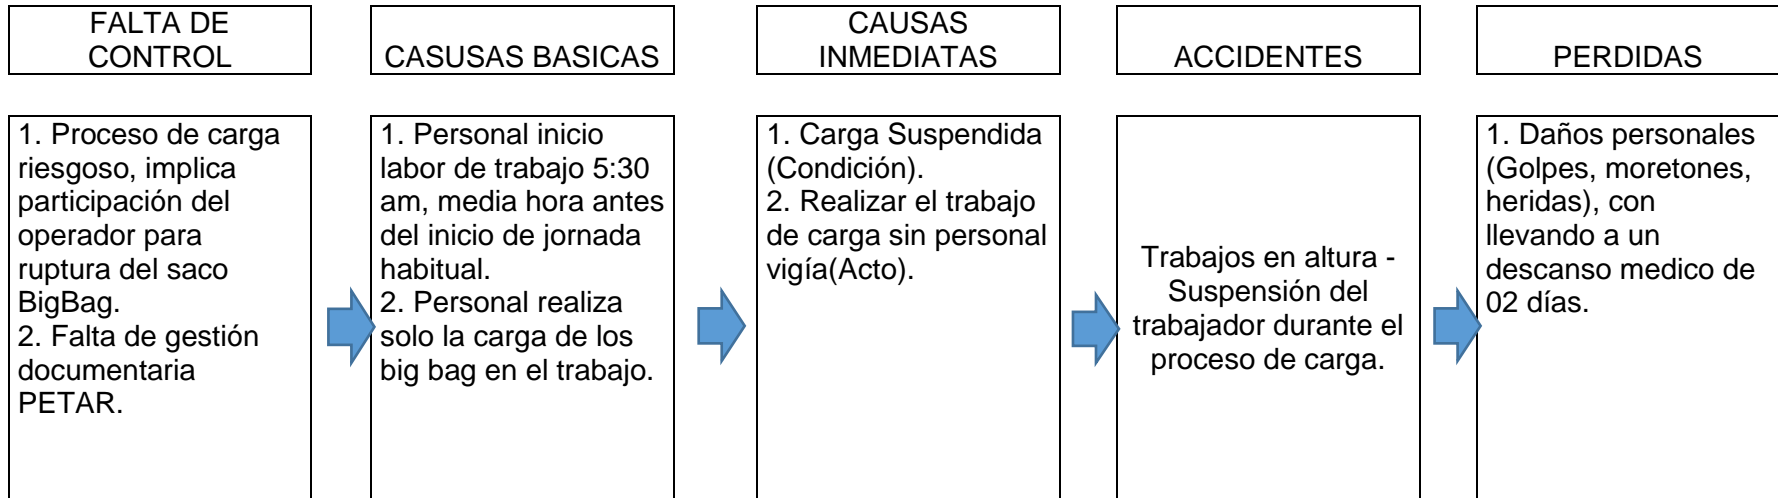 FALTA DE
CONTROL
CASUSAS BASICAS
CAUSAS
INMEDIATAS
ACCIDENTES
PERDIDAS
1. Proceso de carga
riesgoso, implica
participación del
operador para
ruptura del saco
BigBag.
2. Falta de gestión
documentaria
PETAR.
1. Personal inicio
labor de trabajo 5:30
am, media hora antes
del inicio de jornada
habitual.
2. Personal realiza
solo la carga de los
big bag en el trabajo.
1. Carga Suspendida
(Condición).
2. Realizar el trabajo
de carga sin personal
vigía(Acto).
Trabajos en altura -
Suspensión del
trabajador durante el
proceso de carga.
1. Daños personales
(Golpes, moretones,
heridas), con
llevando a un
descanso medico de
02 días.